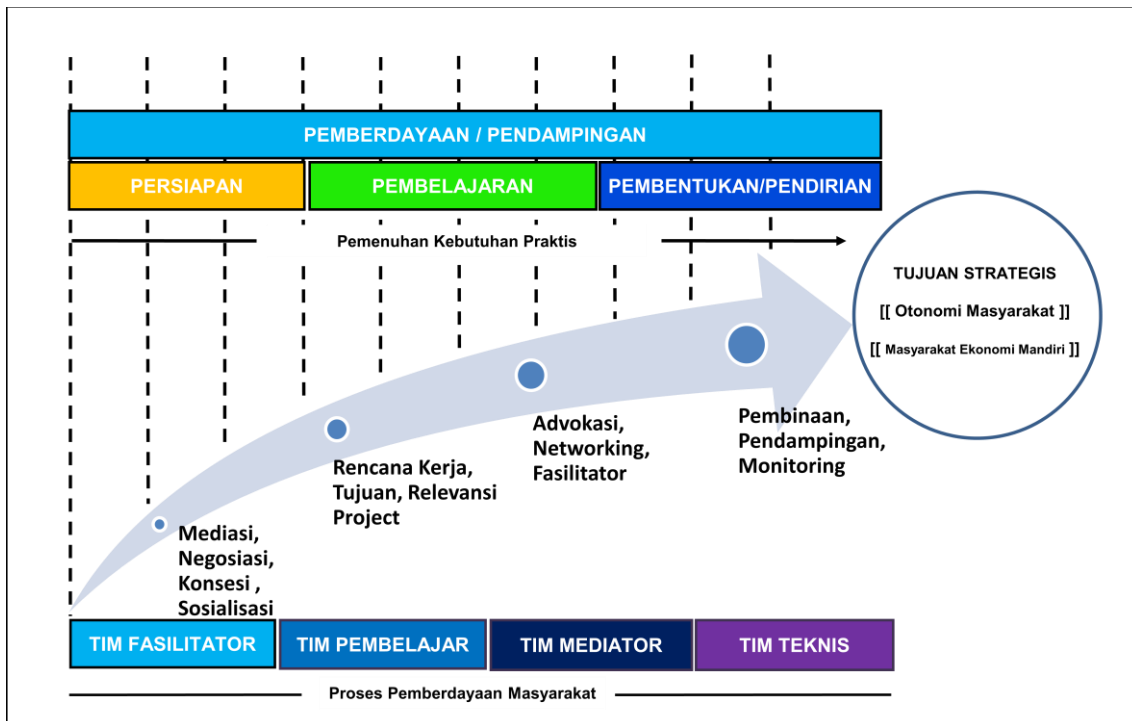 PEMBERDAYAAN / PENDAMPINGAN
PERSIAPAN
PEMBELAJARAN
PEMBENTUKAN/PENDIRIAN
Pemenuhan Kebutuhan Praktis
TUJUAN STRATEGIS
[[ Otonomi Masyarakat ]]
[[ Masyarakat Ekonomi Mandiri ]]
Mediasi,
Negosiasi,
Konsesi ,
Sosialisasi
Rencana Kerja,
Tujuan, Relevansi
Project
Advokasi,
Networking,
Fasilitator
Pembinaan,
Pendampingan,
Monitoring
TIM FASILITATOR
TIM PEMBELAJAR
TIM MEDIATOR
TIM TEKNIS
Proses Pemberdayaan Masyarakat